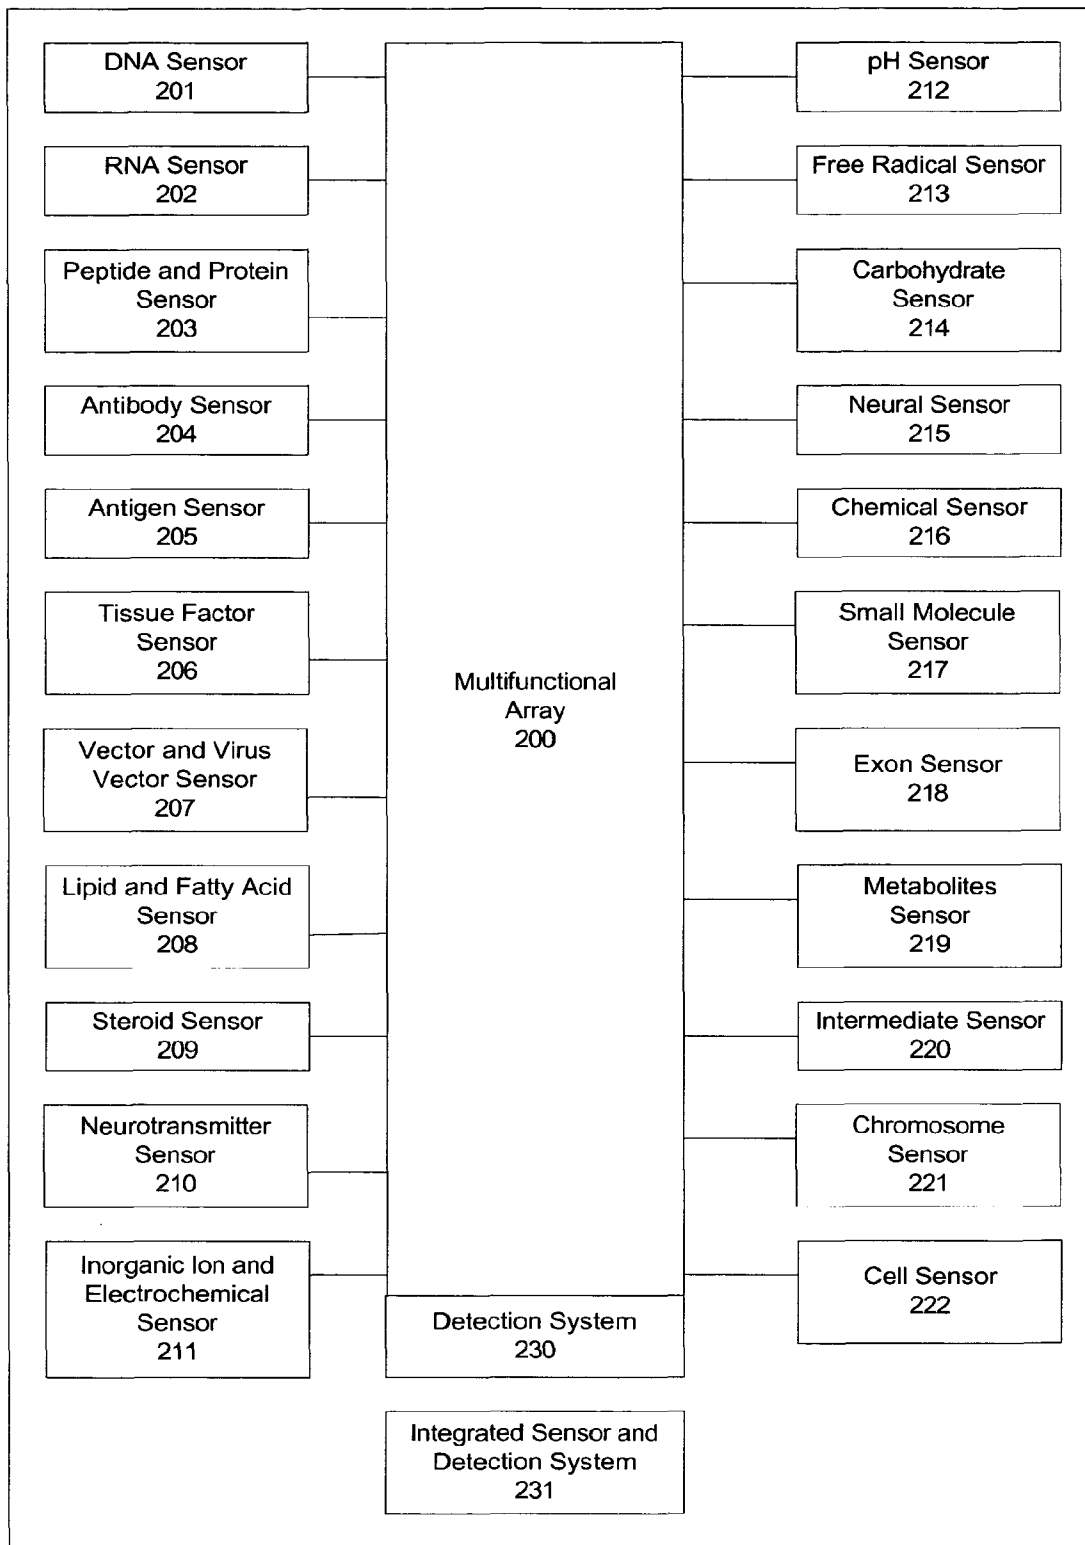 DNA Sensor
201
RNA Sensor
202
Peptide and Protein
Sensor
203
Antibody Sensor
204
Antigen Sensor
205
Tissue Factor
Sensor
206
Vector and Virus
Vector Sensor
207
Lipid and Fatty Acid
Sensor
208
Steroid Sensor
209
Neurotransmitter
Sensor
210
Inorganic Ion and
Electrochemical
Sensor
211
Multifunctional
Array
200
Detection System
230
Integrated Sensor and
Detection System
231
pH Sensor
212
Free Radical Sensor
213
Carbohydrate
Sensor
214
Neural Sensor
215
Chemical Sensor
216
Small Molecule
Sensor
217
Exon Sensor
218
Metabolites
Sensor
219
Intermediate Sensor
220
Chromosome
Sensor
221
Cell Sensor
222